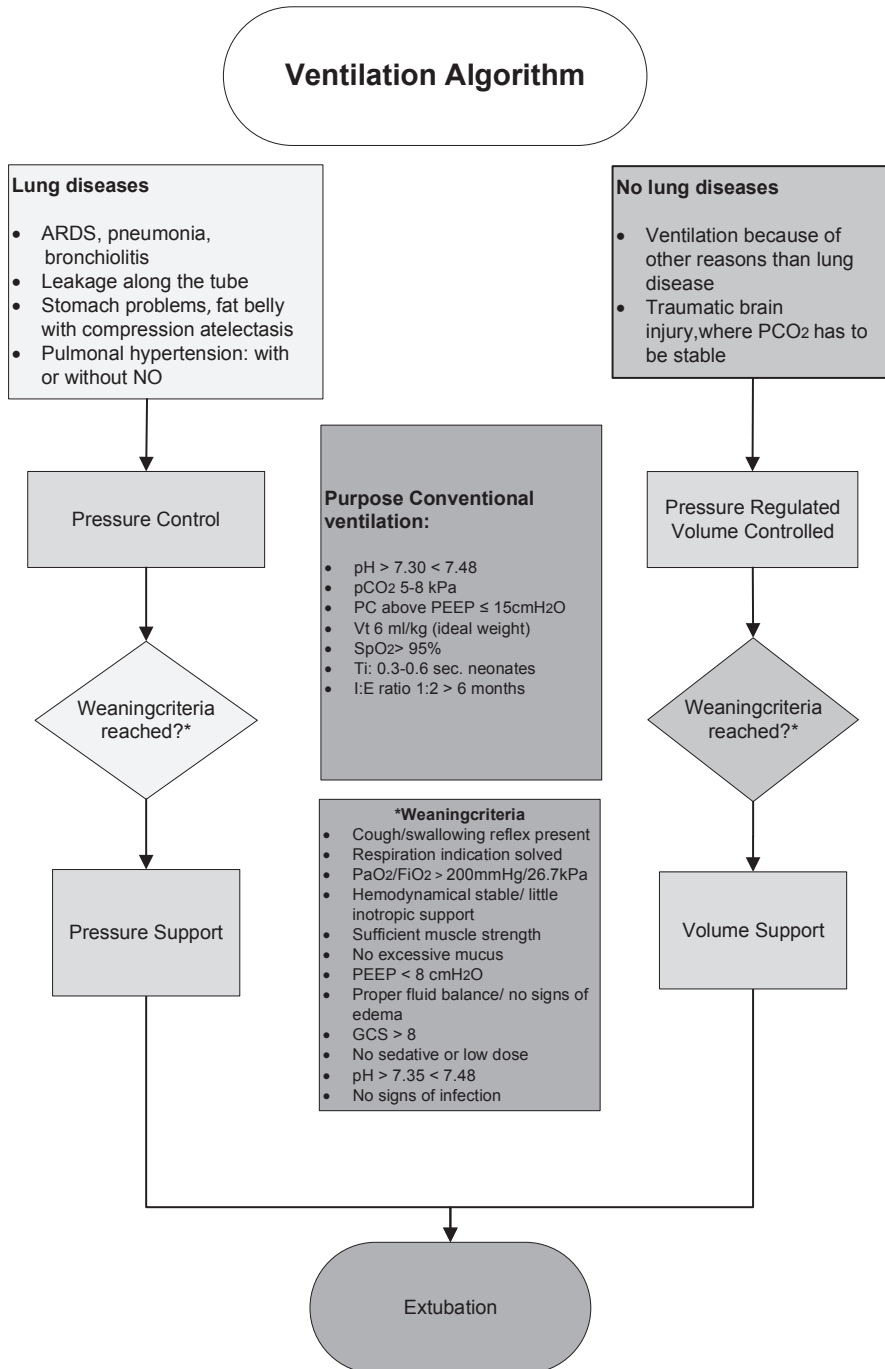 Ventilation Algorithm
Lung diseases
• ARDS, pneumonia,
bronchiolitis
• Leakage along the tube
• Stomach problems, fat belly
with compression atelectasis
• Pulmonal hypertension: with
or without NO
No lung diseases
• Ventilation because of
other reasons than lung
disease
• Traumatic brain
injury,where PCO2 has to
be stable
Pressure Control
Purpose Conventional
ventilation:
• pH > 7.30 < 7.48
• pCO2 5-8 kPa
• PC above PEEP ≤ 15cmH2O
• Vt 6 ml/kg (ideal weight)
• SpO2> 95%
• Ti: 0.3-0.6 sec. neonates
• I:E ratio 1:2 > 6 months
Pressure Regulated
Volume Controlled
Weaningcriteria
reached?*
Weaningcriteria
reached?*
*Weaningcriteria
• Cough/swallowing reflex present
• Respiration indication solved
• PaO2/FiO2 > 200mmHg/26.7kPa
• Hemodynamical stable/ little
inotropic support
• Sufficient muscle strength
• No excessive mucus
• PEEP < 8 cmH2O
• Proper fluid balance/ no signs of
edema
• GCS > 8
• No sedative or low dose
• pH > 7.35 < 7.48
• No signs of infection
Pressure Support
Volume Support
Extubation